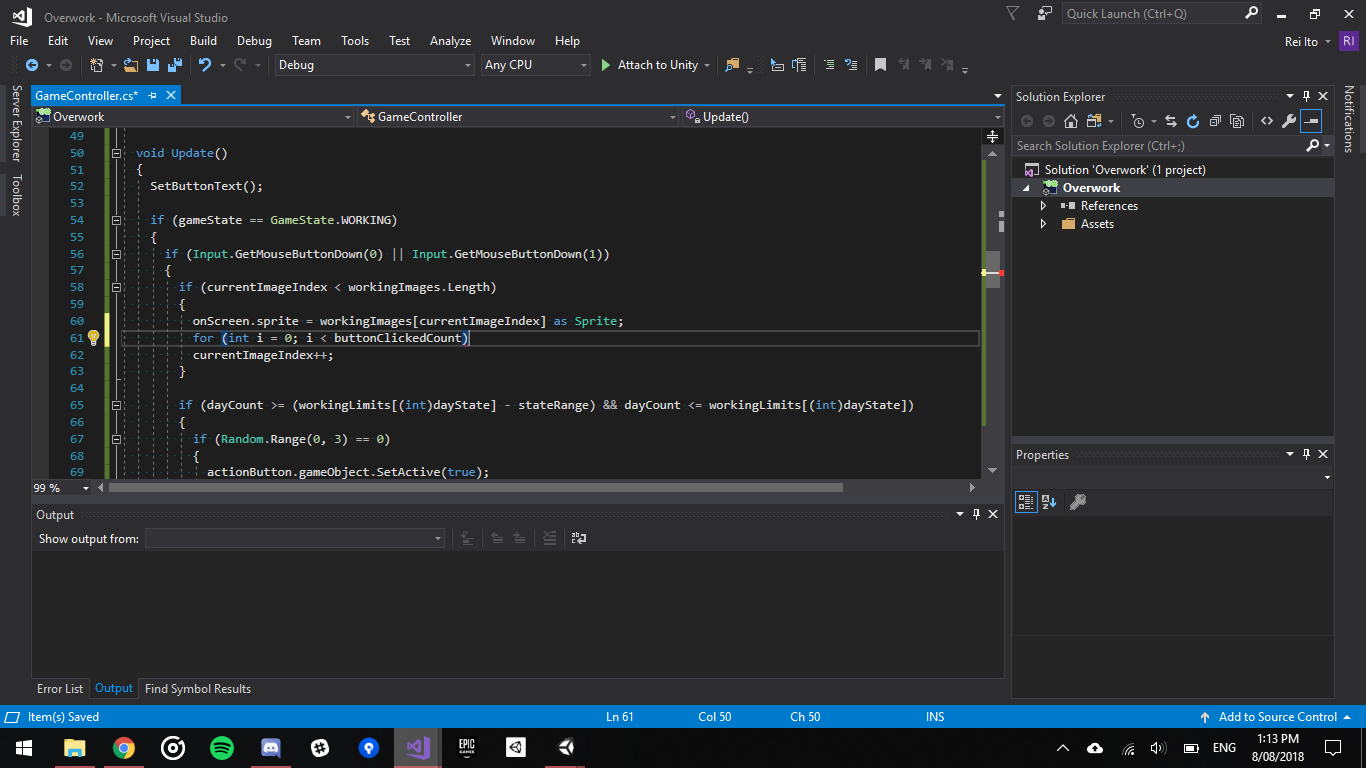 Overwork - Microsoft Visual Studio
Quick Launch (Ctrl+Q)
File Edit View Project Build Debug Team Tools Test Analyze Window Help
Rei Ito RI
Debug Any CPU Attach to Unity
Server Explorer
Toolbox
GameController.cs*
Overwork GameController Update()
49
50 void Update()
51 {
52 SetButtonText();
53
54 if (gameState == GameState.WORKING)
55 {
56 if (Input.GetMouseButtonDown(0) || Input.GetMouseButtonDown(1))
57 {
58 if (currentImageIndex < workingImages.Length)
59 {
60 onScreen.sprite = workingImages[currentImageIndex] as Sprite;
61 for (int i = 0; i < buttonClickedCount)
62 currentImageIndex++;
63 }
64
65 if (dayCount >= (workingLimits[(int)dayState] - stateRange) && dayCount <= workingLimits[(int)dayState])
66 {
67 if (Random.Range(0, 3) == 0)
68 {
69 actionButton.gameObject.SetActive(true);
99 %
Output
Show output from:
Error List Output Find Symbol Results
Solution Explorer
Search Solution Explorer (Ctrl+;)
Solution 'Overwork' (1 project)
Overwork
References
Assets
Properties
Notifications
Item(s) Saved Ln 61 Col 50 Ch 50 INS Add to Source Control
EPIC GAMES
ENG
1:13 PM
8/08/2018